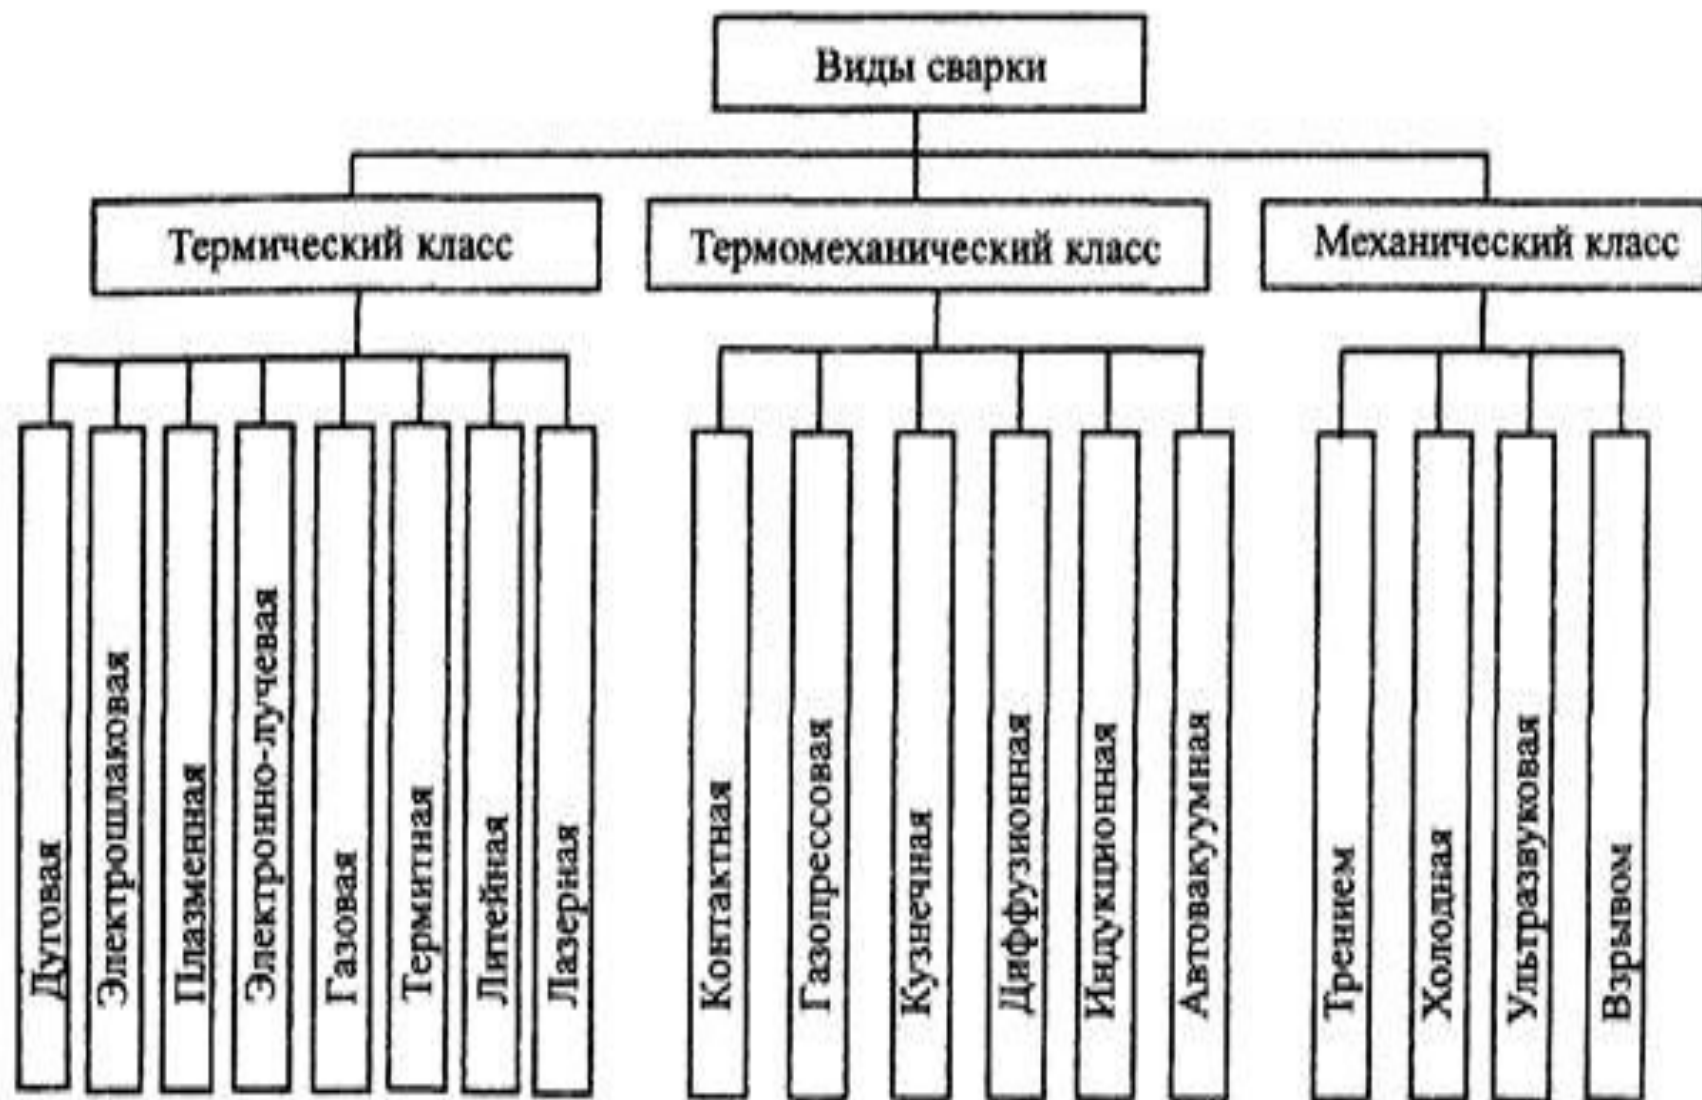 Виды сварки
Термический класс
Термомеханический класс
Механический класс
Дуговая
Электрошлаковая
Плазменная
Электронно-лучевая
Газовая
Термитная
Литейная
Лазерная
Контактная
Газопрессовая
Кузнечная
Диффузионная
Индукционная
Автовакуумная
Трением
Холодная
Ультразвуковая
Взрывом